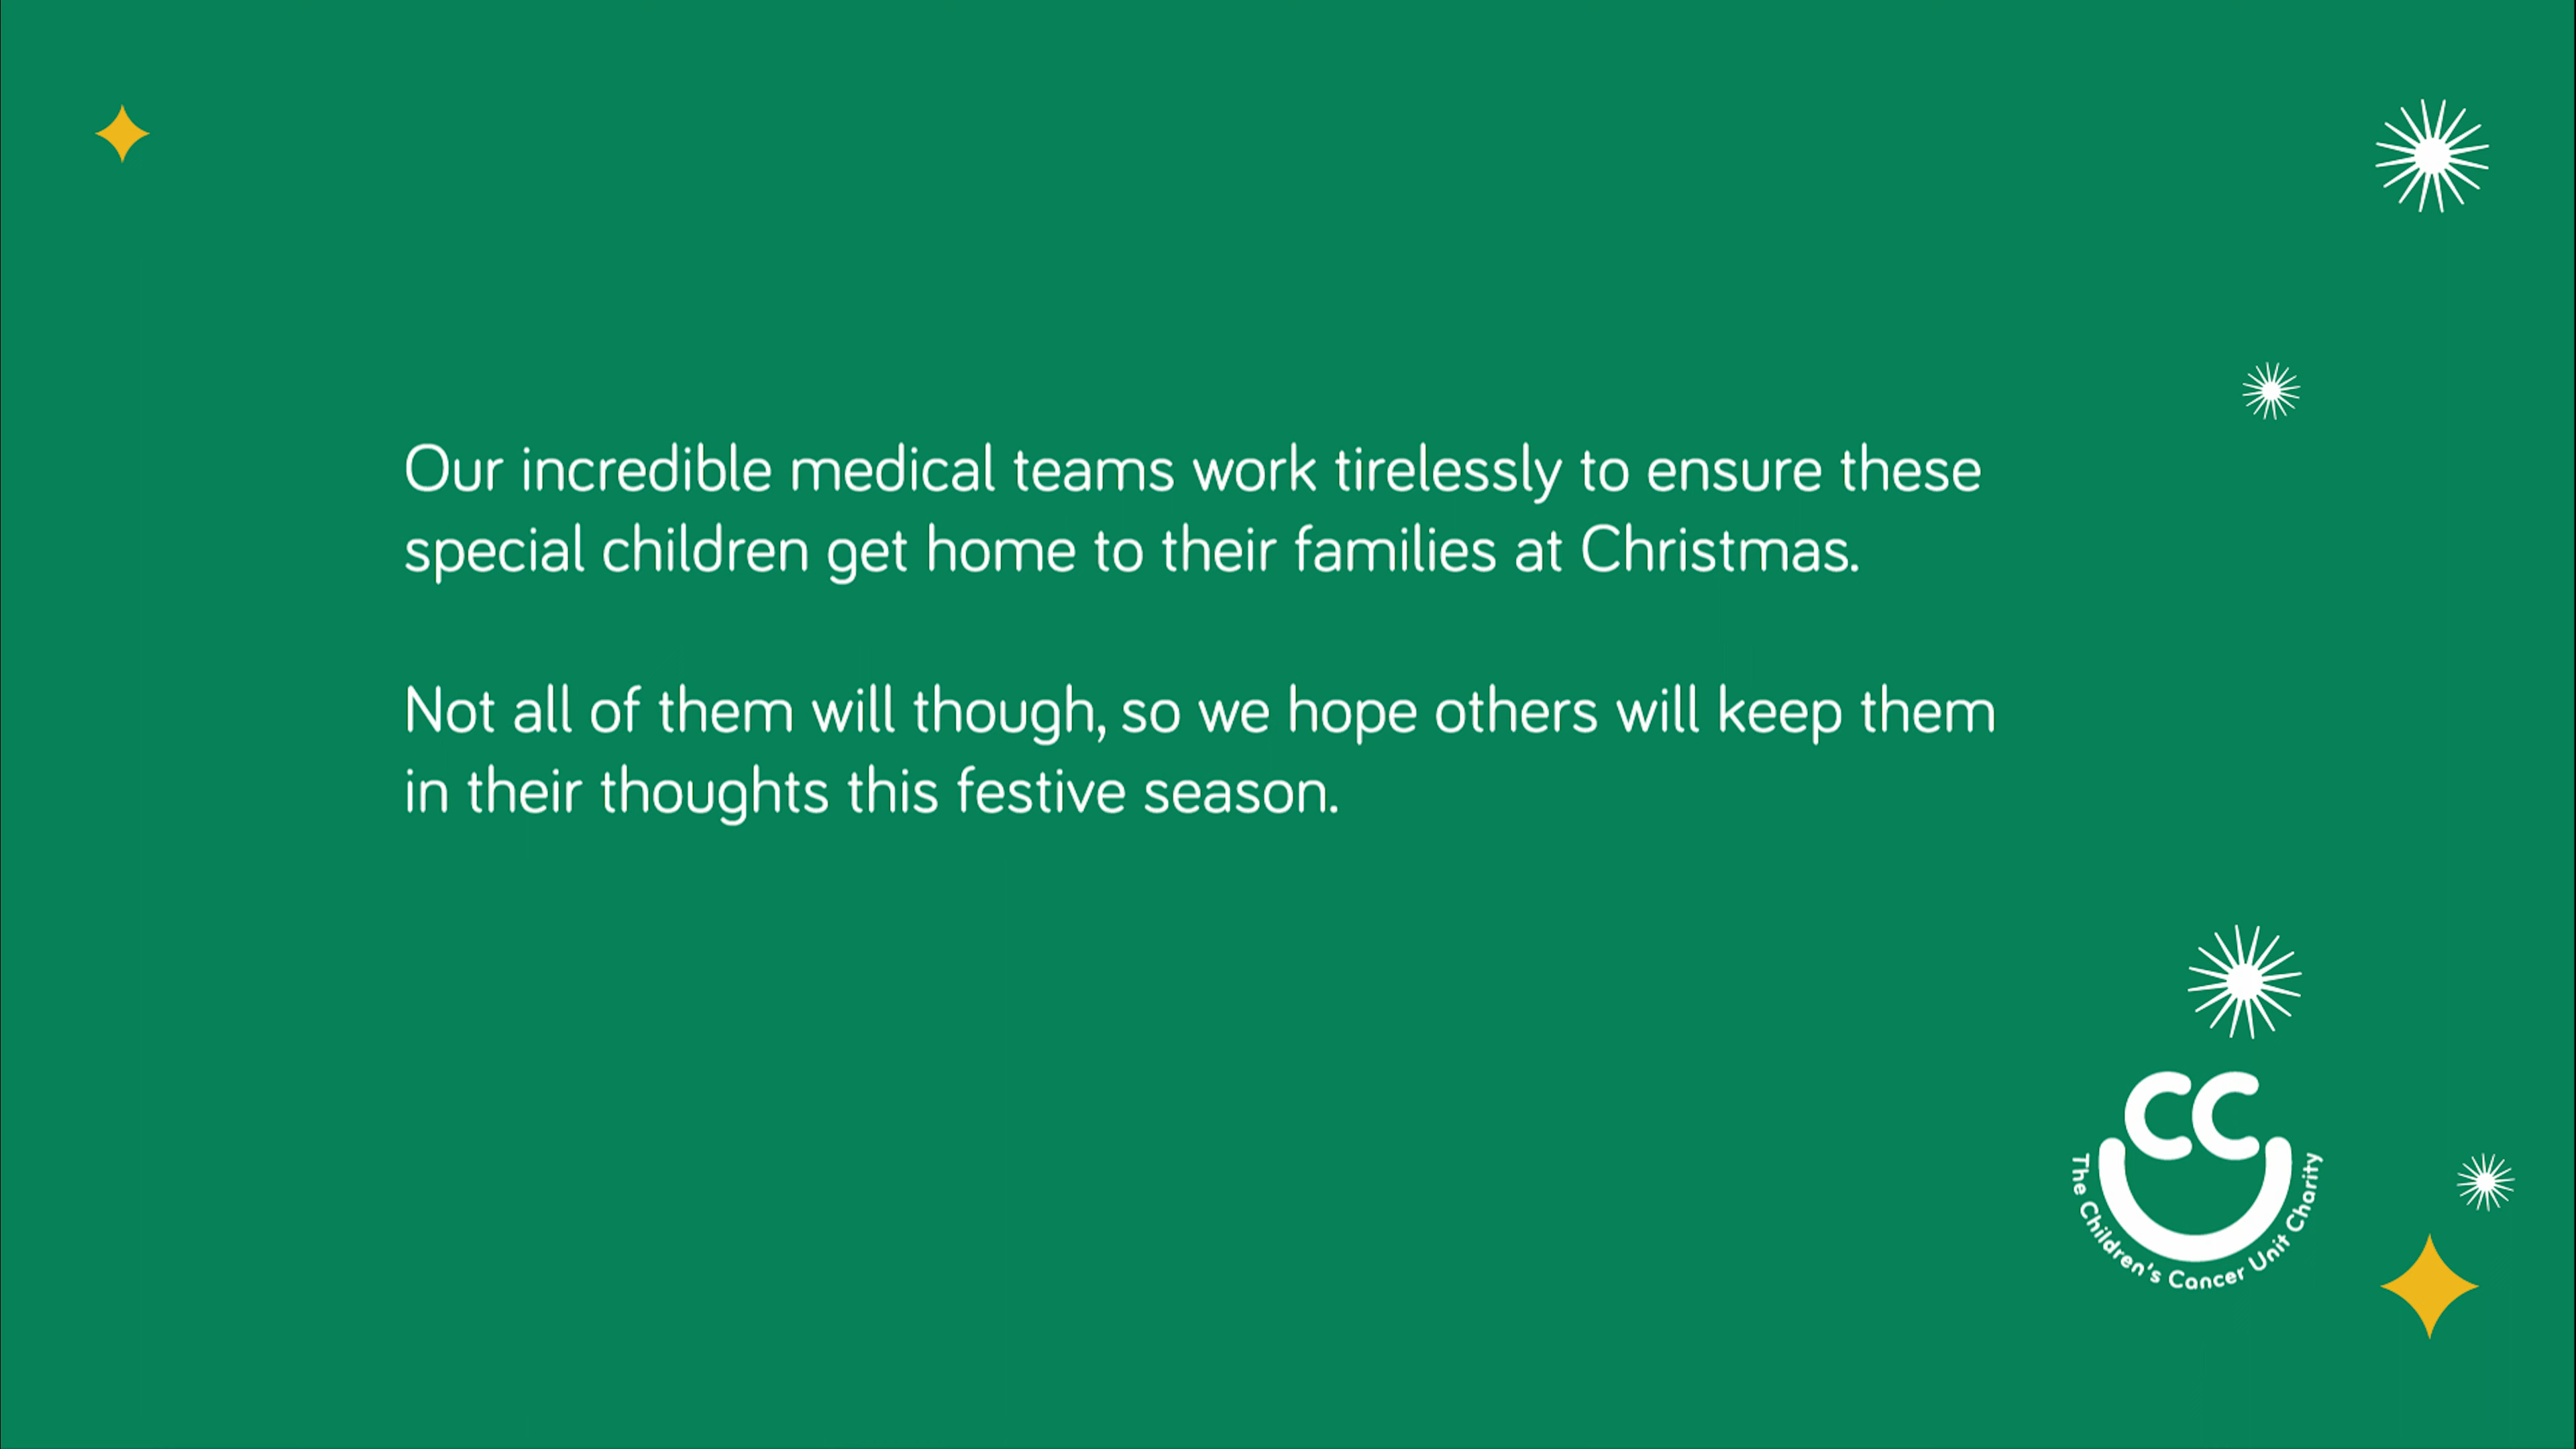 Our incredible medical teams work tirelessly to ensure these
special children get home to their families at Christmas.
Not all of them will though, so we hope others will keep them
in their thoughts this festive season.
CC
The Children's Cancer Unit Charity